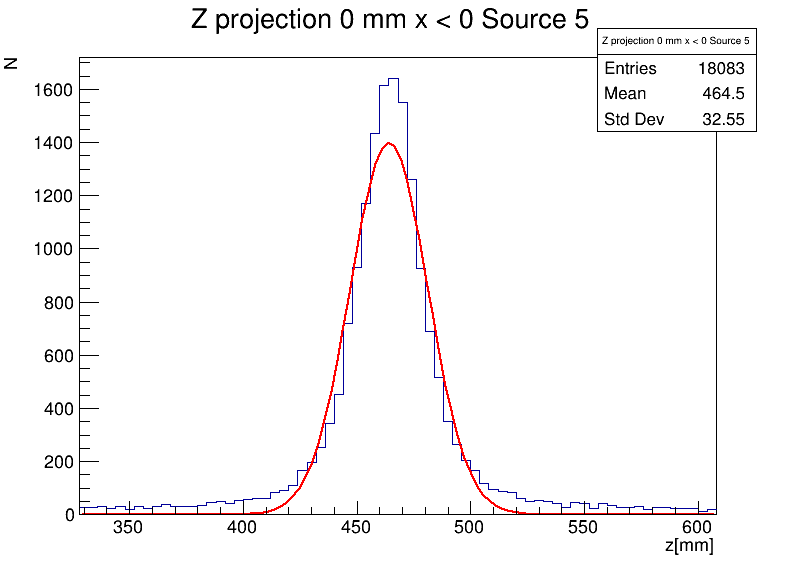 Z projection 0 mm x < 0 Source 5
Z projection 0 mm x < 0 Source 5
Entries 18083
Mean 464.5
Std Dev 32.55
N
1600
1400
1200
1000
800
600
400
200
0
350 400 450 500 550 600
z[mm]